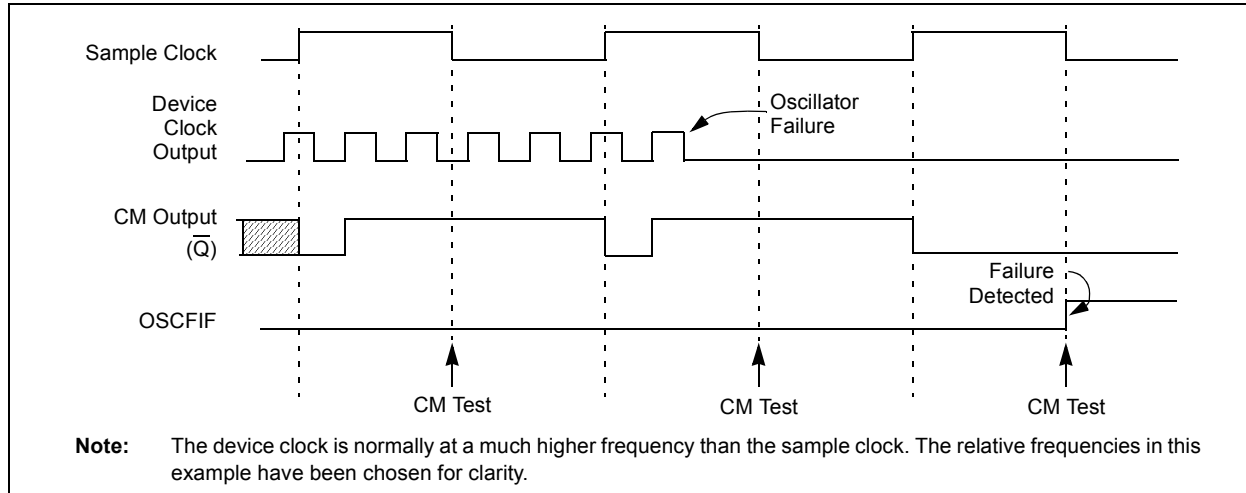 Sample Clock
Device
Clock
Output
Oscillator
Failure
CM Output
(Q̅)
Failure
Detected
OSCFIF
CM Test
CM Test
CM Test
Note: The device clock is normally at a much higher frequency than the sample clock. The relative frequencies in this
example have been chosen for clarity.